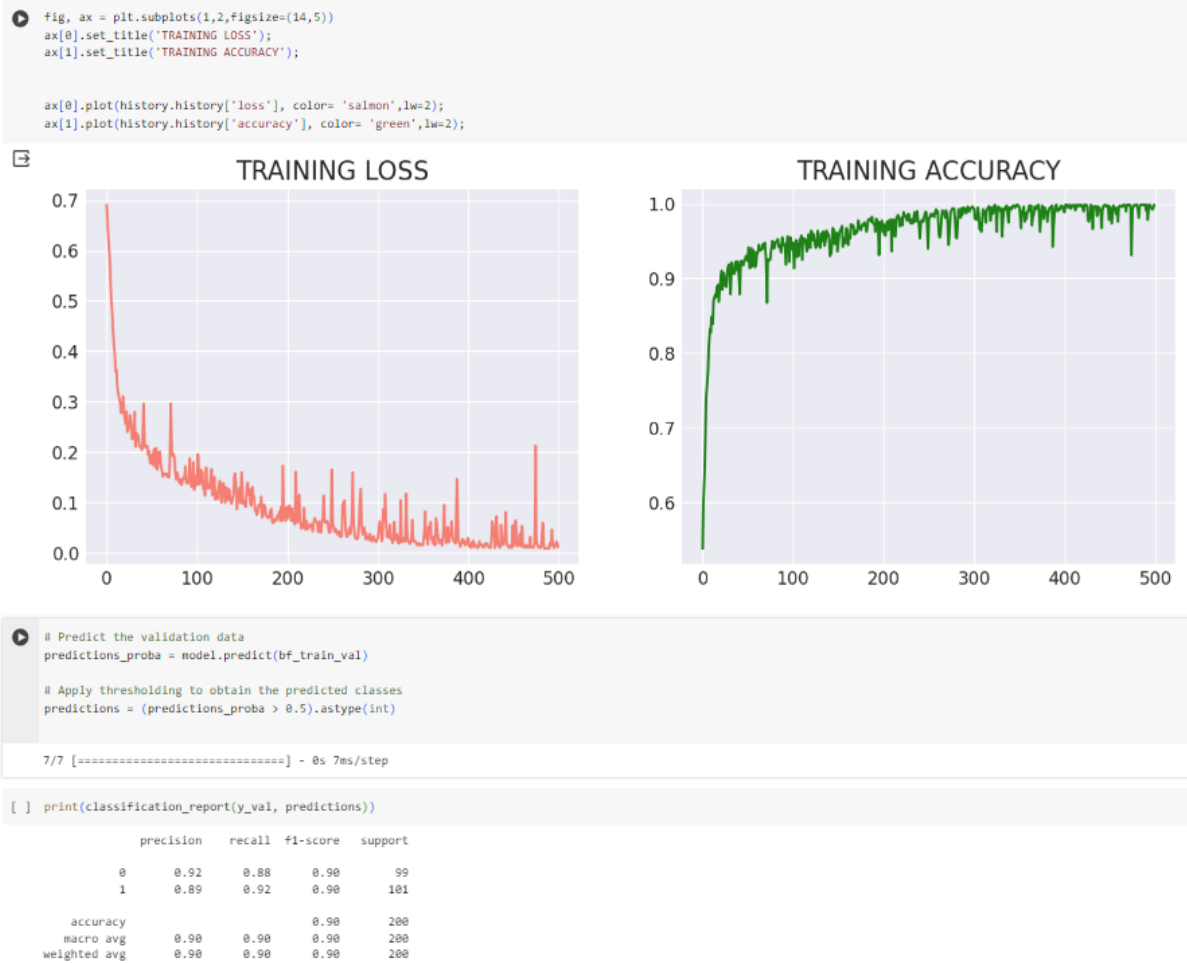 fig, ax = plt.subplots(1,2,figsize=(14,5))
ax[0].set_title('TRAINING LOSS');
ax[1].set_title('TRAINING ACCURACY');
ax[0].plot(history.history['loss'], color= 'salmon',lw=2);
ax[1].plot(history.history['accuracy'], color= 'green',lw=2);
TRAINING LOSS
0.7
0.6
0.5
0.4
0.3
0.2
0.1
0.0
0 100 200 300 400 500
TRAINING ACCURACY
1.0
0.9
0.8
0.7
0.6
0 100 200 300 400 500
# Predict the validation data
predictions_proba = model.predict(bf_train_val)
# Apply thresholding to obtain the predicted classes
predictions = (predictions_proba > 0.5).astype(int)
7/7 [==============================] - 0s 7ms/step
[ ] print(classification_report(y_val, predictions))
precision recall f1-score support
0 0.92 0.88 0.90 99
1 0.89 0.92 0.90 101
accuracy 0.90 200
macro avg 0.90 0.90 0.90 200
weighted avg 0.90 0.90 0.90 200